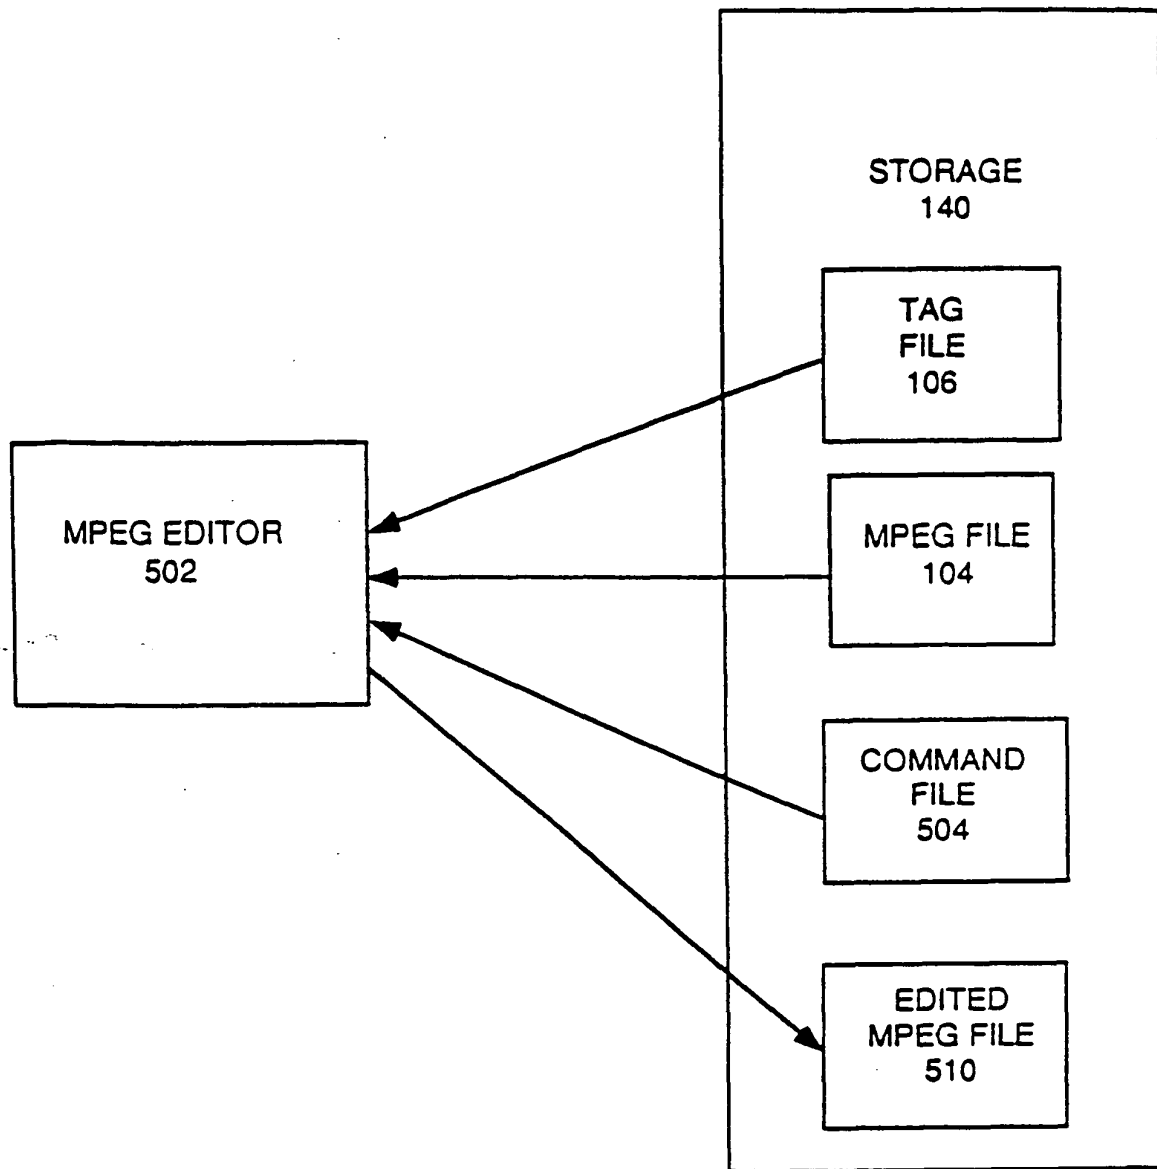 STORAGE
140
TAG
FILE
106
MPEG EDITOR
502
MPEG FILE
104
COMMAND
FILE
504
EDITED
MPEG FILE
510